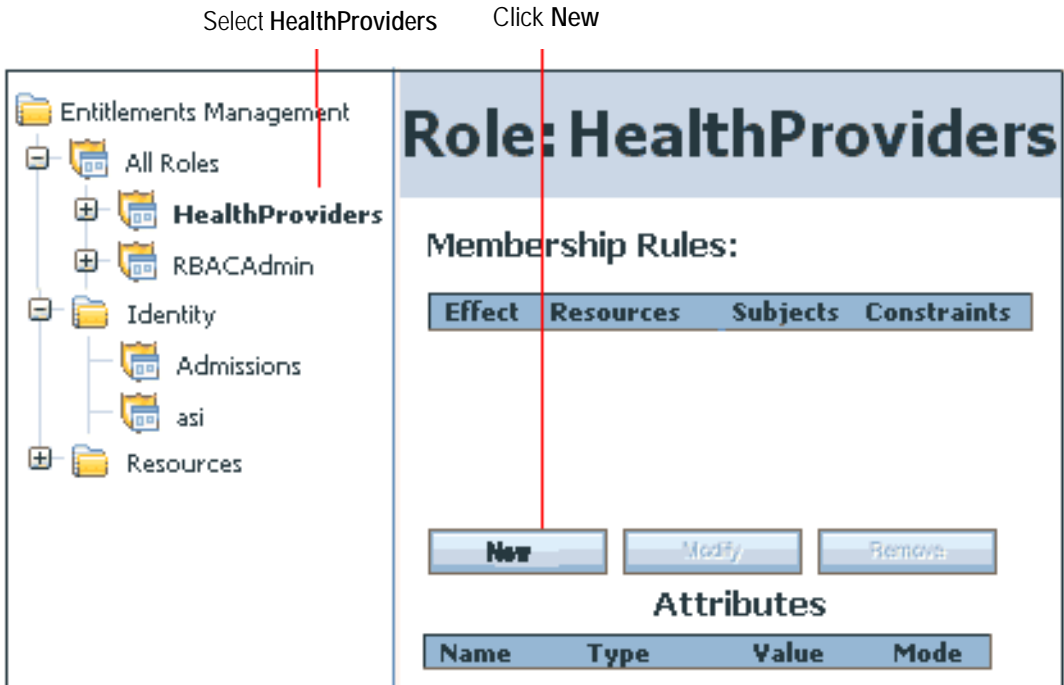 Select HealthProviders
Click New
Entitlements Management
All Roles
HealthProviders
RBACAdmin
Identity
Admissions
asi
Resources
Role: HealthProviders
Membership Rules:
Effect Resources Subjects Constraints
New Modify Remove
Attributes
Name Type Value Mode